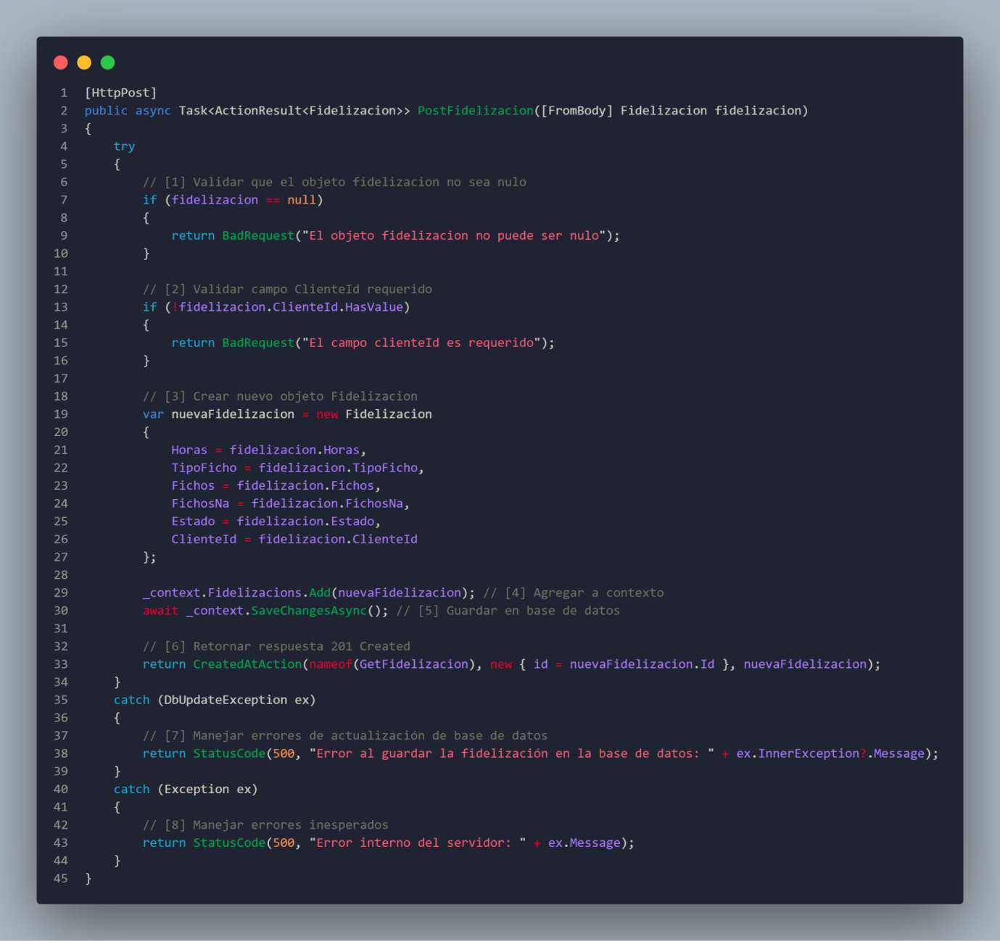 1 [HttpPost]
2 public async Task<ActionResult<Fidelizacion>> PostFidelizacion([FromBody] Fidelizacion fidelizacion)
3 {
4     try
5     {
6         // [1] Validar que el objeto fidelizacion no sea nulo
7         if (fidelizacion == null)
8         {
9             return BadRequest("El objeto fidelizacion no puede ser nulo");
10         }
11
12         // [2] Validar campo ClienteId requerido
13         if (!fidelizacion.ClienteId.HasValue)
14         {
15             return BadRequest("El campo clienteId es requerido");
16         }
17
18         // [3] Crear nuevo objeto Fidelizacion
19         var nuevaFidelizacion = new Fidelizacion
20         {
21             Horas = fidelizacion.Horas,
22             TipoFicho = fidelizacion.TipoFicho,
23             Fichos = fidelizacion.Fichos,
24             FichosNa = fidelizacion.FichosNa,
25             Estado = fidelizacion.Estado,
26             ClienteId = fidelizacion.ClienteId
27         };
28
29         _context.Fidelizacions.Add(nuevaFidelizacion); // [4] Agregar a contexto
30         await _context.SaveChangesAsync(); // [5] Guardar en base de datos
31
32         // [6] Retornar respuesta 201 Created
33         return CreatedAtAction(nameof(GetFidelizacion), new { id = nuevaFidelizacion.Id }, nuevaFidelizacion);
34     }
35     catch (DbUpdateException ex)
36     {
37         // [7] Manejar errores de actualización de base de datos
38         return StatusCode(500, "Error al guardar la fidelización en la base de datos: " + ex.InnerException?.Message);
39     }
40     catch (Exception ex)
41     {
42         // [8] Manejar errores inesperados
43         return StatusCode(500, "Error interno del servidor: " + ex.Message);
44     }
45 }